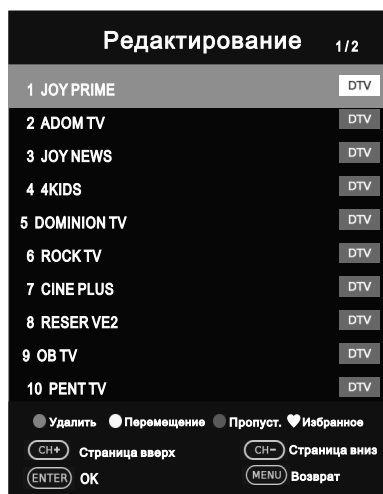 Редактирование 1/2
1 JOY PRIME DTV
2 ADOM TV DTV
3 JOY NEWS DTV
4 4KIDS DTV
5 DOMINION TV DTV
6 ROCK TV DTV
7 CINE PLUS DTV
8 RESER VE2 DTV
9 OB TV DTV
10 PENT TV DTV
Удалить Перемещение Пропуст. Избранное
CH+ Страница вверх CH− Страница вниз
ENTER ОК MENU Возврат